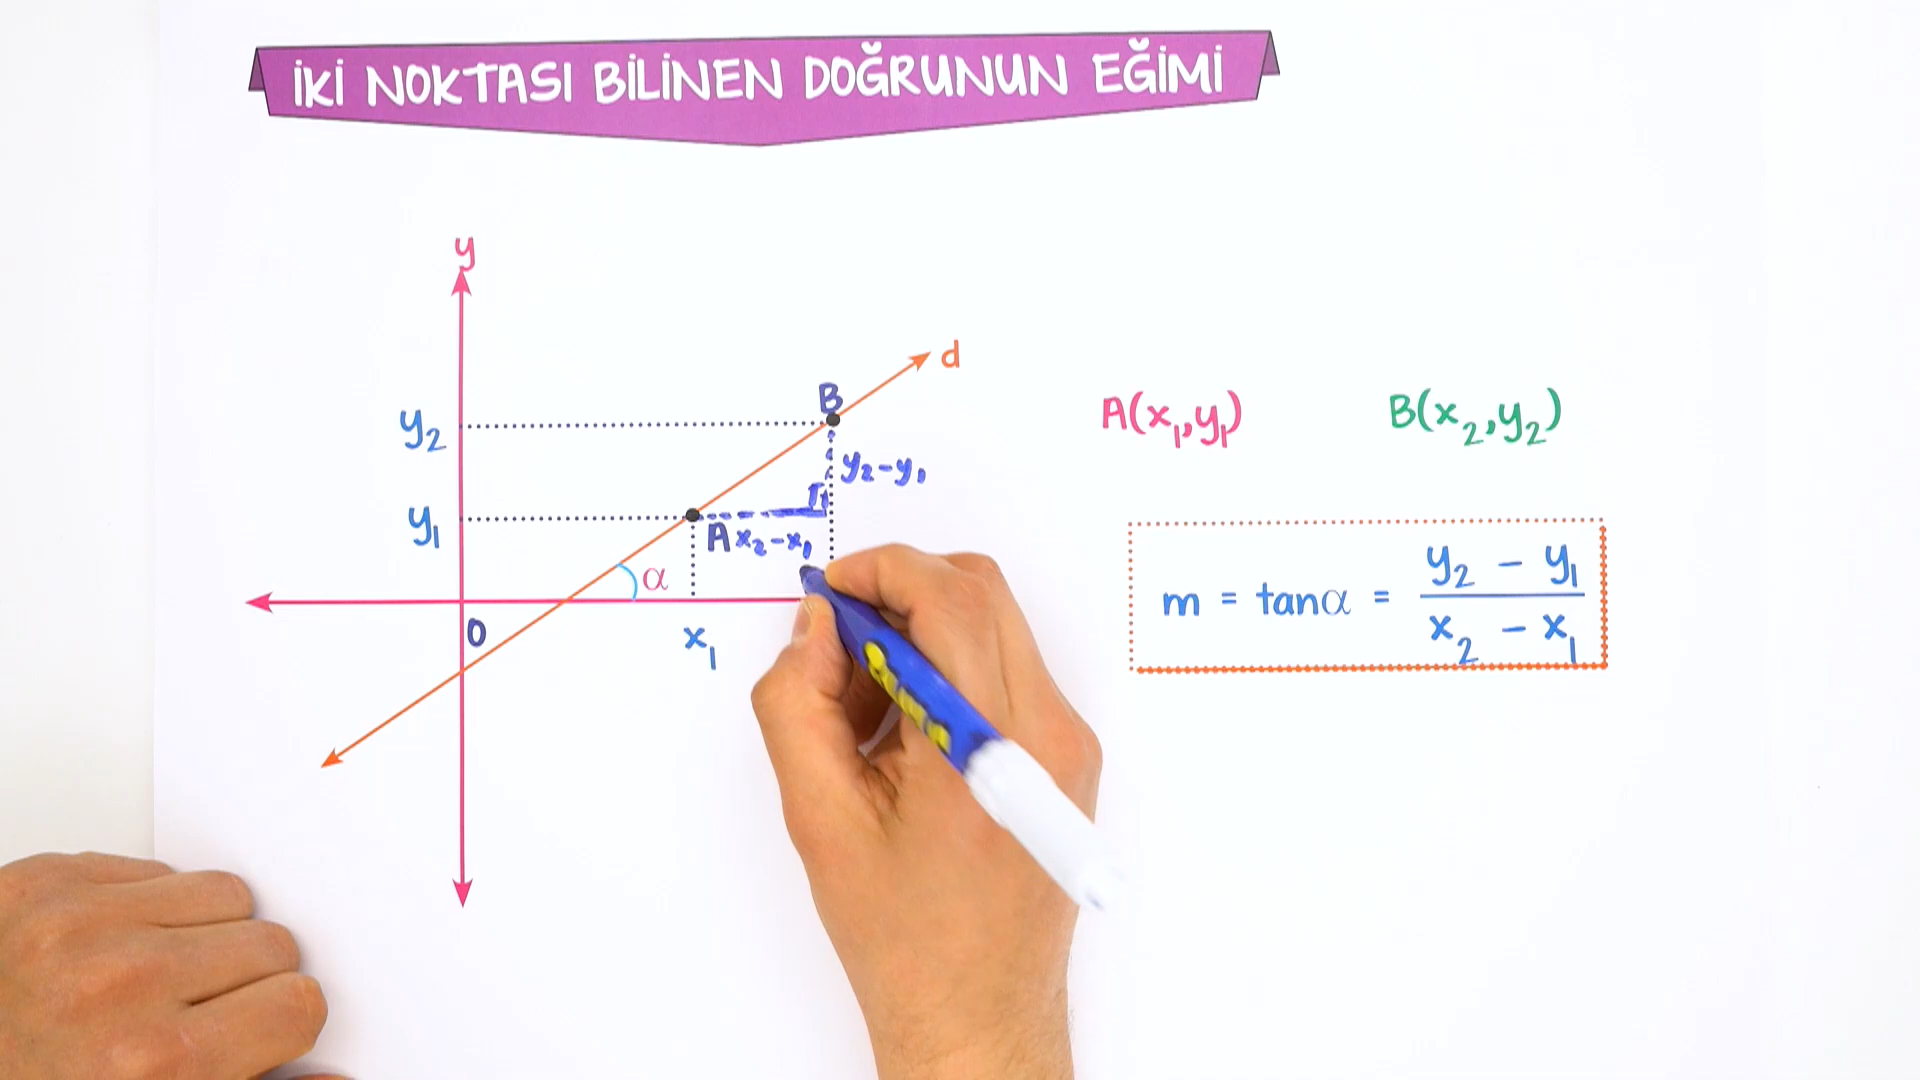 İKİ NOKTASI BİLİNEN DOĞRUNUN EĞİMİ
y
d
B
y₂
y₂-y₁
y₁
A x₂-x₁
α
0
x₁
A(x₁,y₁)
B(x₂,y₂)
m = tanα = y₂ - y₁
x₂ - x₁